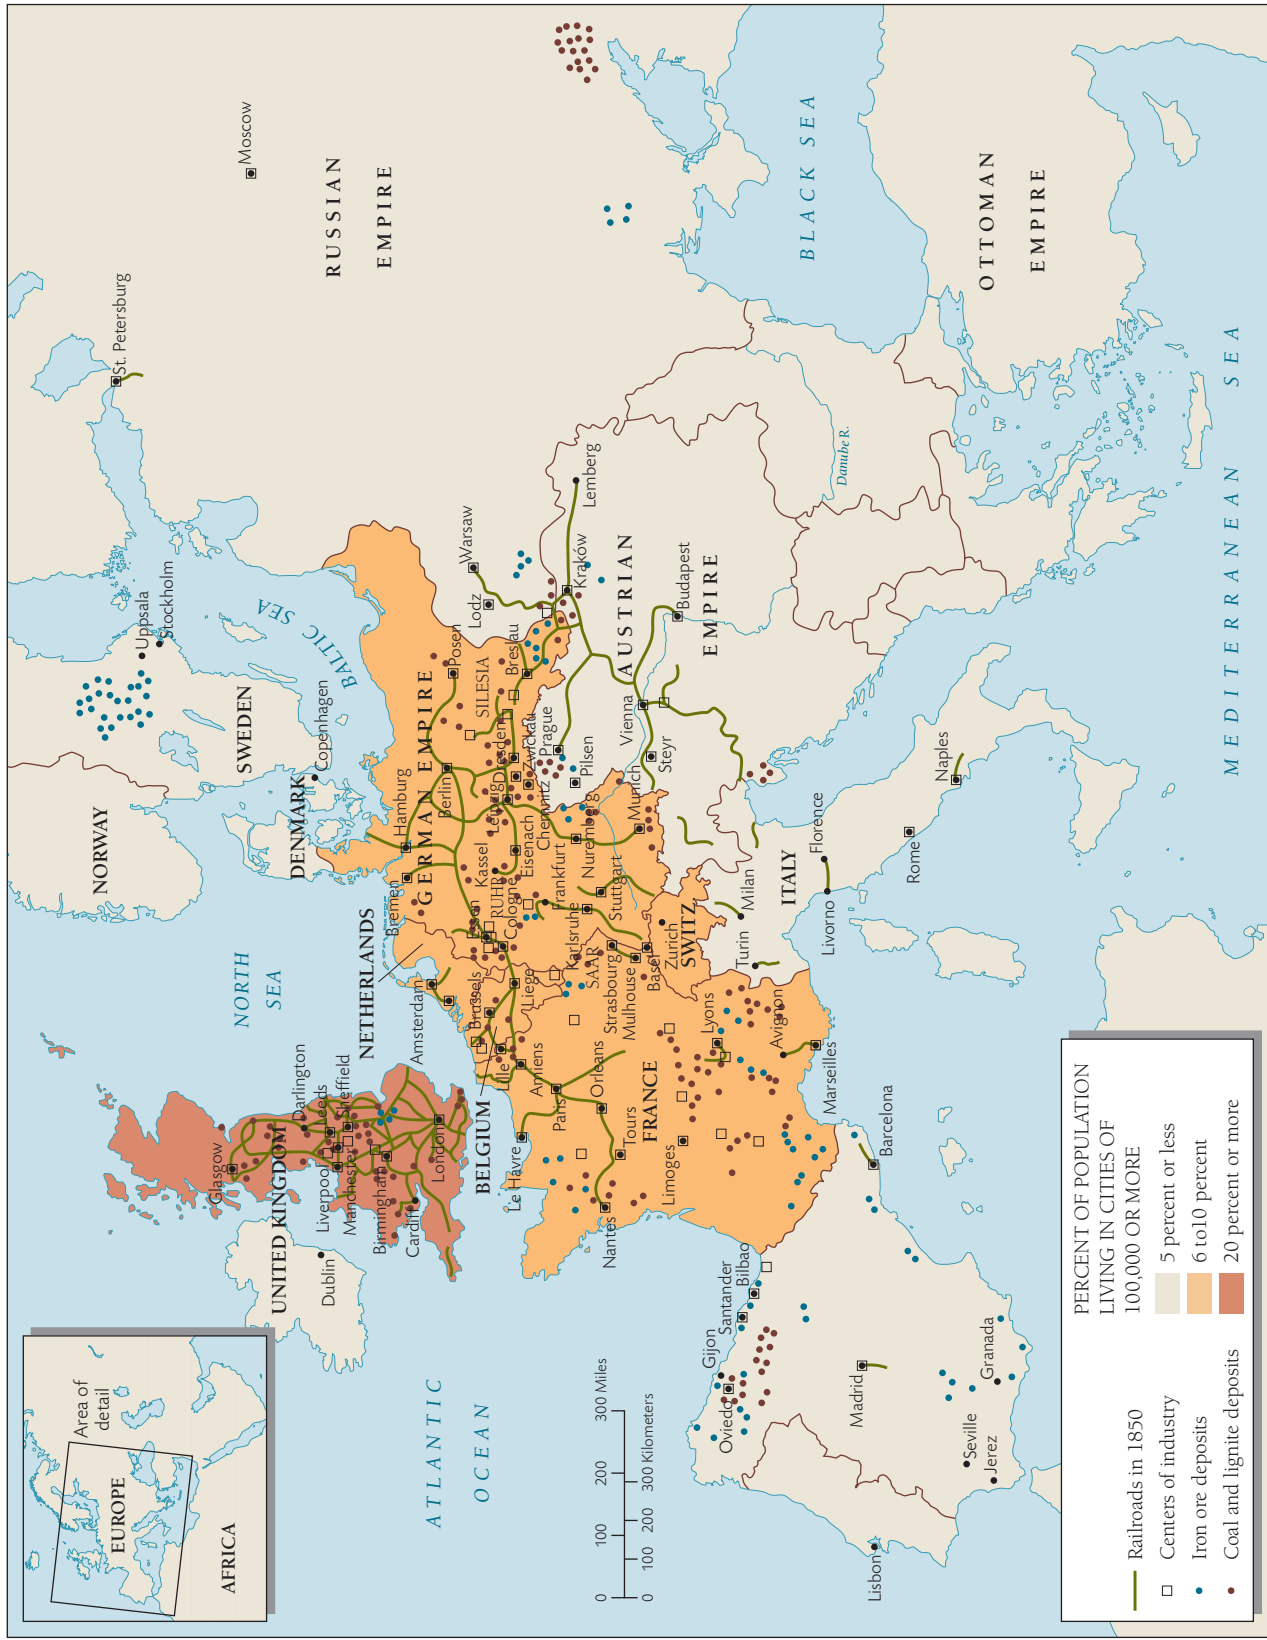 EUROPE
Area of
detail
AFRICA
NORWAY
SWEDEN
Uppsala
Stockholm
St. Petersburg
Moscow
RUSSIAN
EMPIRE
NORTH
SEA
DENMARK
Copenhagen
BALTIC SEA
UNITED KINGDOM
Glasgow
Darlington
Leeds
Sheffield
Liverpool
Manchester
Birmingham
Cardiff
London
Dublin
NETHERLANDS
Amsterdam
Bremen
Hamburg
GERMAN EMPIRE
Berlin
Posen
SILESIA
Breslau
Lodz
Warsaw
Essen
RUHR
Kassel
Cologne
Leipzig
Dresden
Zwickau
Chemnitz
Eisenach
Frankfurt
Nuremberg
Karlsruhe
Stuttgart
SAAR
Munich
BELGIUM
Brussels
Liege
Lille
Amiens
Le Havre
Paris
Orleans
Tours
FRANCE
Nantes
Limoges
Strasbourg
Mulhouse
Basel
Zurich
SWITZ.
Lyons
Avignon
Marseilles
Prague
Pilsen
Kraków
Lemberg
AUSTRIAN
EMPIRE
Vienna
Steyr
Budapest
Danube R.
BLACK SEA
OTTOMAN
EMPIRE
ATLANTIC
OCEAN
Turin
Milan
ITALY
Livorno
Florence
Rome
Naples
Gijon
Oviedo
Santander
Bilbao
Barcelona
Madrid
Granada
Seville
Jerez
Lisbon
MEDITERRANEAN SEA
0 100 200 300 Miles
0 100 200 300 Kilometers
Railroads in 1850
Centers of industry
Iron ore deposits
Coal and lignite deposits
PERCENT OF POPULATION
LIVING IN CITIES OF
100,000 OR MORE
5 percent or less
6 to10 percent
20 percent or more